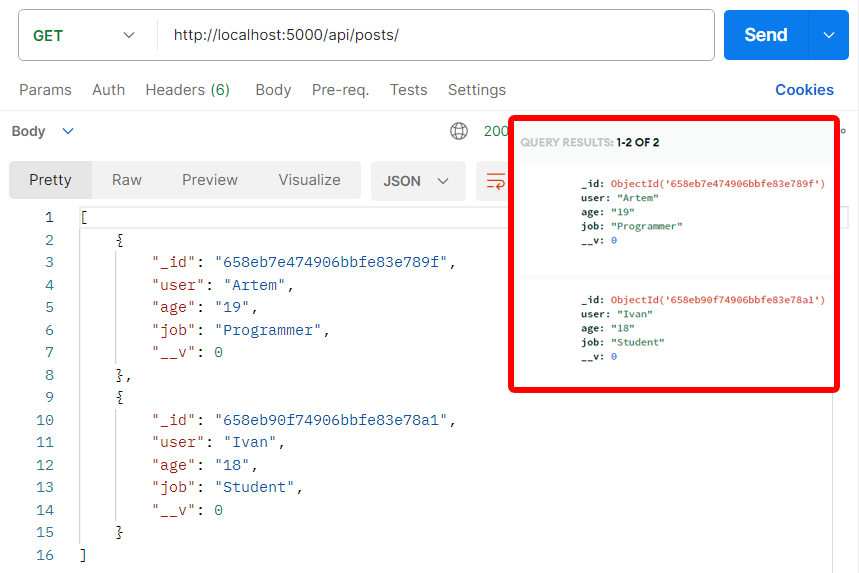 GET http://localhost:5000/api/posts/ Send
Params Auth Headers (6) Body Pre-req. Tests Settings Cookies
Body 200
Pretty Raw Preview Visualize JSON
1 [
2 {
3 "_id": "658eb7e474906bbfe83e789f",
4 "user": "Artem",
5 "age": "19",
6 "job": "Programmer",
7 "__v": 0
8 },
9 {
10 "_id": "658eb90f74906bbfe83e78a1",
11 "user": "Ivan",
12 "age": "18",
13 "job": "Student",
14 "__v": 0
15 }
16 ]
QUERY RESULTS: 1-2 OF 2
_id: ObjectId('658eb7e474906bbfe83e789f')
user: "Artem"
age: "19"
job: "Programmer"
__v: 0
_id: ObjectId('658eb90f74906bbfe83e78a1')
user: "Ivan"
age: "18"
job: "Student"
__v: 0